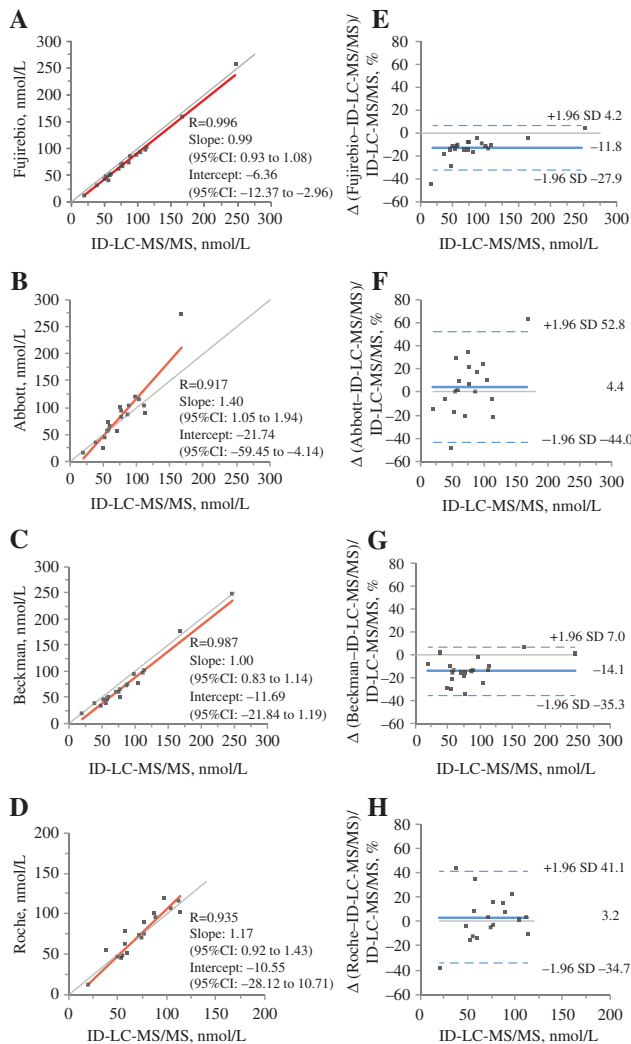 A
Fujirebio, nmol/L
300
250
200
150
100
50
0
R=0.996
Slope: 0.99
(95%CI: 0.93 to 1.08)
Intercept: –6.36
(95%CI: –12.37 to –2.96)
0 50 100 150 200 250 300
ID-LC-MS/MS, nmol/L
E
Δ (Fujirebio–ID-LC-MS/MS)/
ID-LC-MS/MS, %
80
60
40
20
0
–20
–40
–60
+1.96 SD 4.2
–11.8
–1.96 SD –27.9
0 50 100 150 200 250 300
ID-LC-MS/MS, nmol/L
B
Abbott, nmol/L
300
250
200
150
100
50
0
R=0.917
Slope: 1.40
(95%CI: 1.05 to 1.94)
Intercept: –21.74
(95%CI: –59.45 to –4.14)
0 50 100 150 200 250 300
ID-LC-MS/MS, nmol/L
F
Δ (Abbott–ID-LC-MS/MS)/
ID-LC-MS/MS, %
80
60
40
20
0
–20
–40
–60
+1.96 SD 52.8
4.4
–1.96 SD –44.0
0 50 100 150 200 250 300
ID-LC-MS/MS, nmol/L
C
Beckman, nmol/L
300
250
200
150
100
50
0
R=0.987
Slope: 1.00
(95%CI: 0.83 to 1.14)
Intercept: –11.69
(95%CI: –21.84 to 1.19)
0 50 100 150 200 250 300
ID-LC-MS/MS, nmol/L
G
Δ (Beckman–ID-LC-MS/MS)/
ID-LC-MS/MS, %
80
60
40
20
0
–20
–40
–60
+1.96 SD 7.0
–14.1
–1.96 SD –35.3
0 50 100 150 200 250 300
ID-LC-MS/MS, nmol/L
D
Roche, nmol/L
200
150
100
50
0
R=0.935
Slope: 1.17
(95%CI: 0.92 to 1.43)
Intercept: –10.55
(95%CI: –28.12 to 10.71)
0 50 100 150 200
ID-LC-MS/MS, nmol/L
H
Δ (Roche–ID-LC-MS/MS)/
ID-LC-MS/MS, %
80
60
40
20
0
–20
–40
–60
+1.96 SD 41.1
3.2
–1.96 SD –34.7
0 50 100 150 200
ID-LC-MS/MS, nmol/L